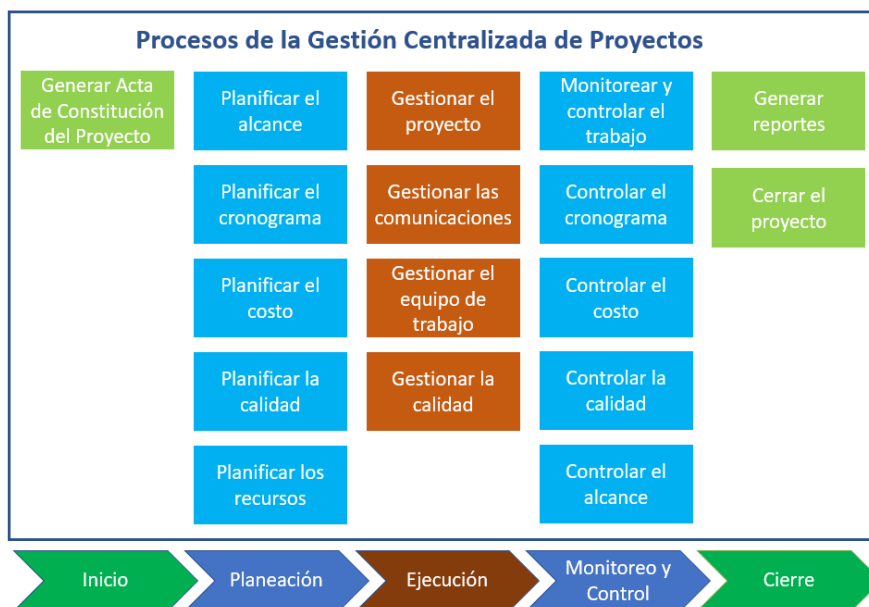 Procesos de la Gestión Centralizada de Proyectos
Generar Acta
de Constitución
del Proyecto
Planificar el
alcance
Gestionar el
proyecto
Monitorear y
controlar el
trabajo
Generar
reportes
Planificar el
cronograma
Gestionar las
comunicaciones
Controlar el
cronograma
Cerrar el
proyecto
Planificar el
costo
Gestionar el
equipo de
trabajo
Controlar el
costo
Planificar la
calidad
Gestionar la
calidad
Controlar la
calidad
Planificar los
recursos
Controlar el
alcance
Inicio
Planeación
Ejecución
Monitoreo y
Control
Cierre